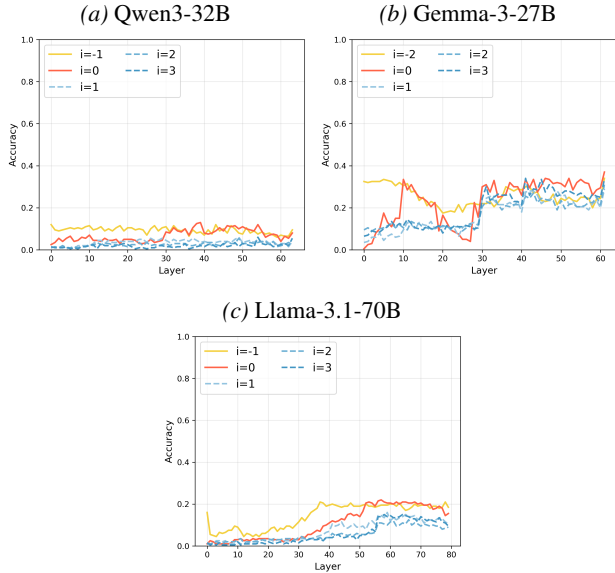 (a) Qwen3-32B
i=-1
i=0
i=1
i=2
i=3
Accuracy
1.0
0.8
0.6
0.4
0.2
0.0
0 10 20 30 40 50 60
Layer
(b) Gemma-3-27B
i=-2
i=0
i=1
i=2
i=3
Accuracy
1.0
0.8
0.6
0.4
0.2
0.0
0 10 20 30 40 50 60
Layer
(c) Llama-3.1-70B
i=-1
i=0
i=1
i=2
i=3
Accuracy
1.0
0.8
0.6
0.4
0.2
0.0
0 10 20 30 40 50 60 70 80
Layer